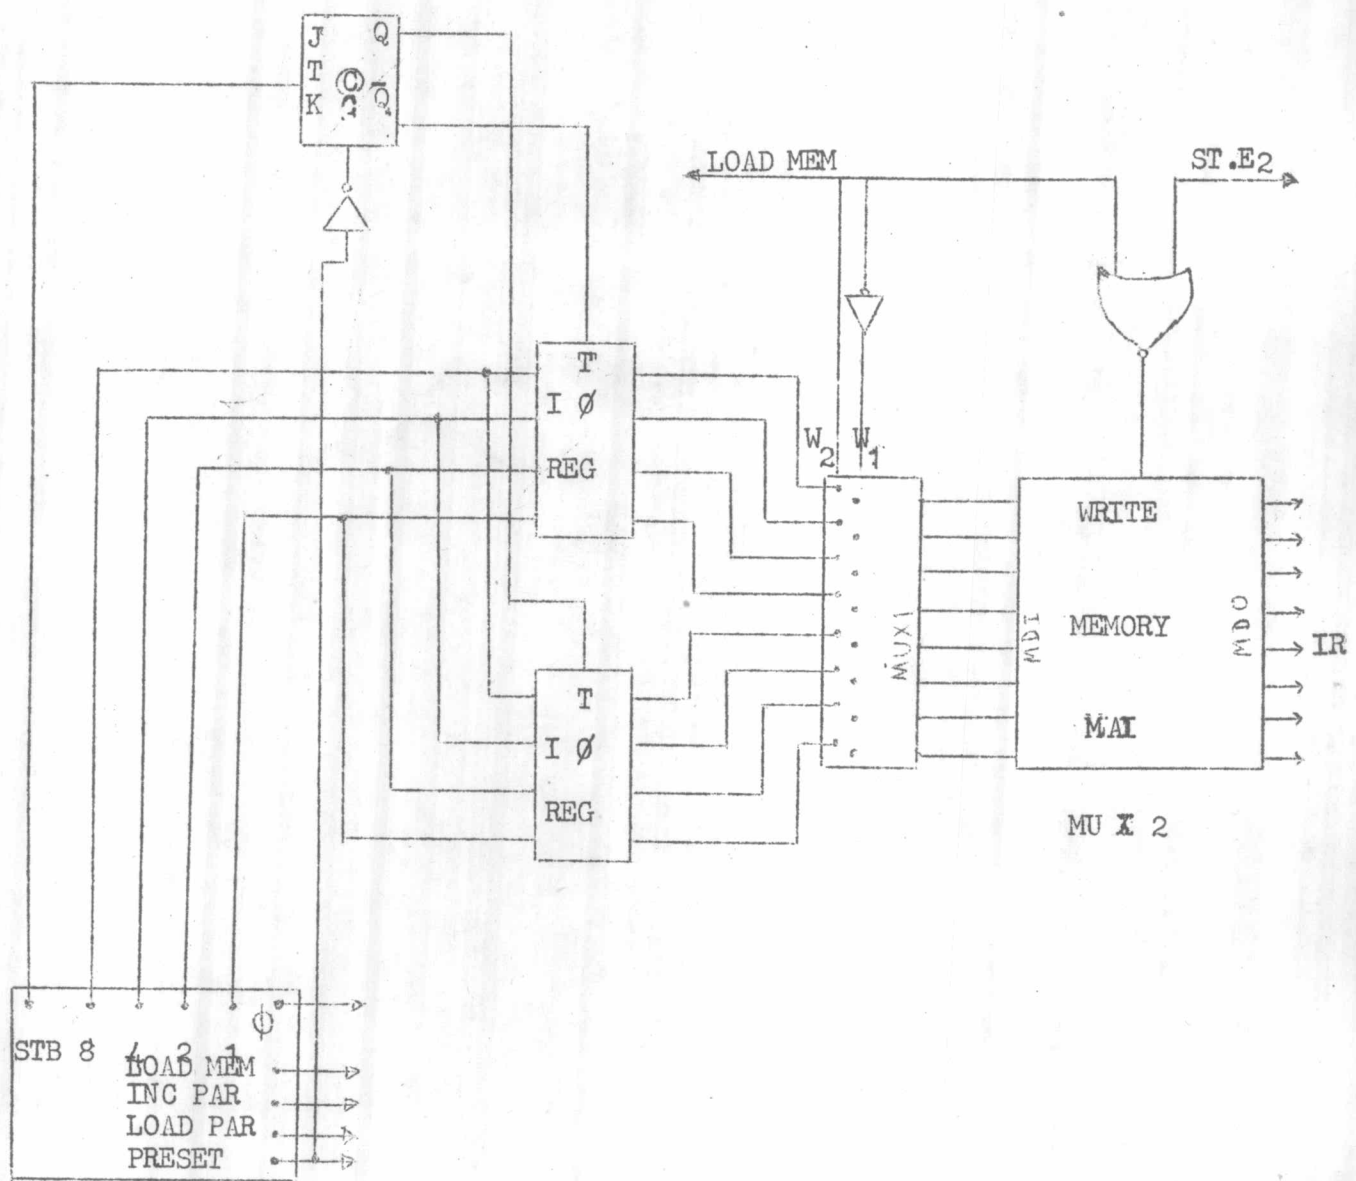 J Q
T C
K C Q̄
LOAD MEM
ST.E2
T
I Ø
REG
W2 W1
WRITE
MUX1
MDI
MEMORY
MDO
IR
T
I Ø
REG
MAI
MU X 2
Φ
STB 8 4 2 1
LOAD MEM
INC PAR
LOAD PAR
PRESET